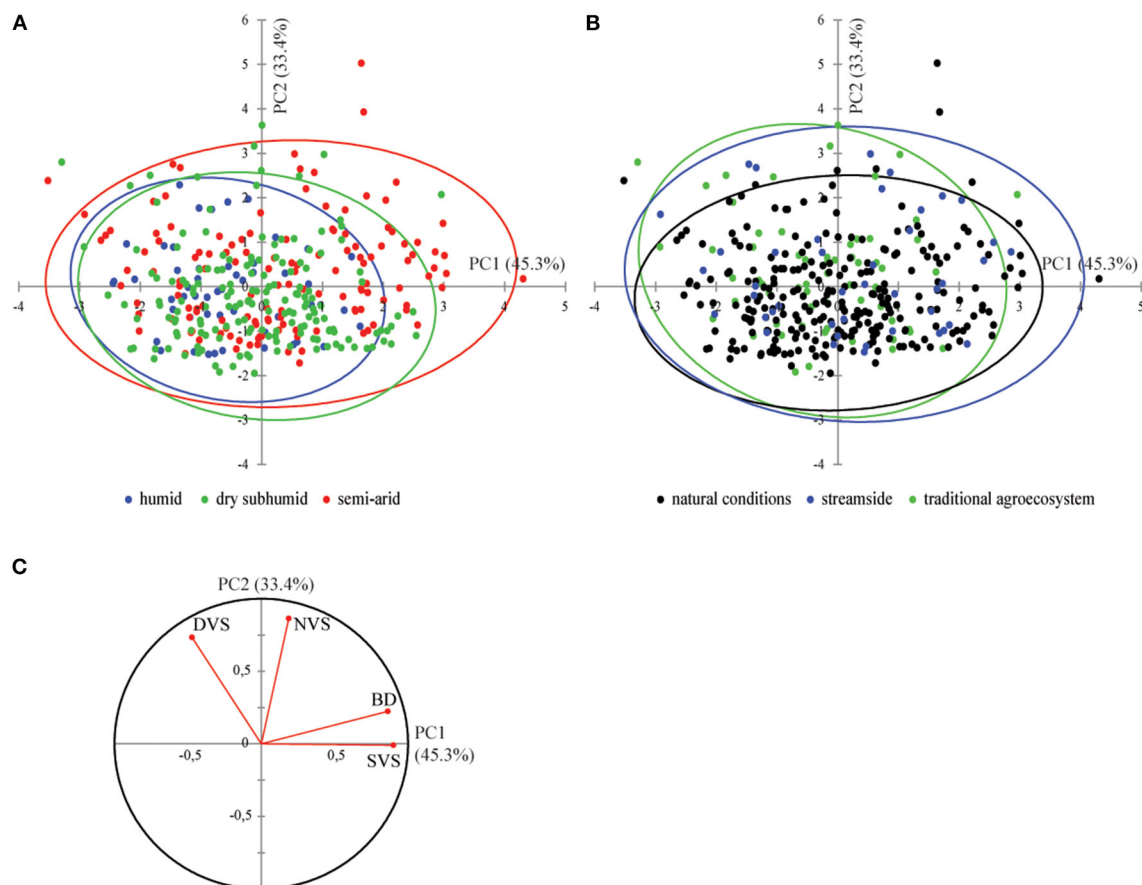 A
B
6
5
4
3
2
1
0
-1
-2
-3
-4
PC2 (33.4%)
PC1 (45.3%)
-4
-3
-2
-1
0
1
2
3
4
5
humid
dry subhumid
semi-arid
6
5
4
3
2
1
0
-1
-2
-3
-4
PC2 (33.4%)
PC1 (45.3%)
-4
-3
-2
-1
0
1
2
3
4
5
natural conditions
streamside
traditional agroecosystem
C
PC2 (33.4%)
DVS
NVS
0,5
BD
PC1
(45.3%)
0
-0,5
0,5
SVS
-0,5